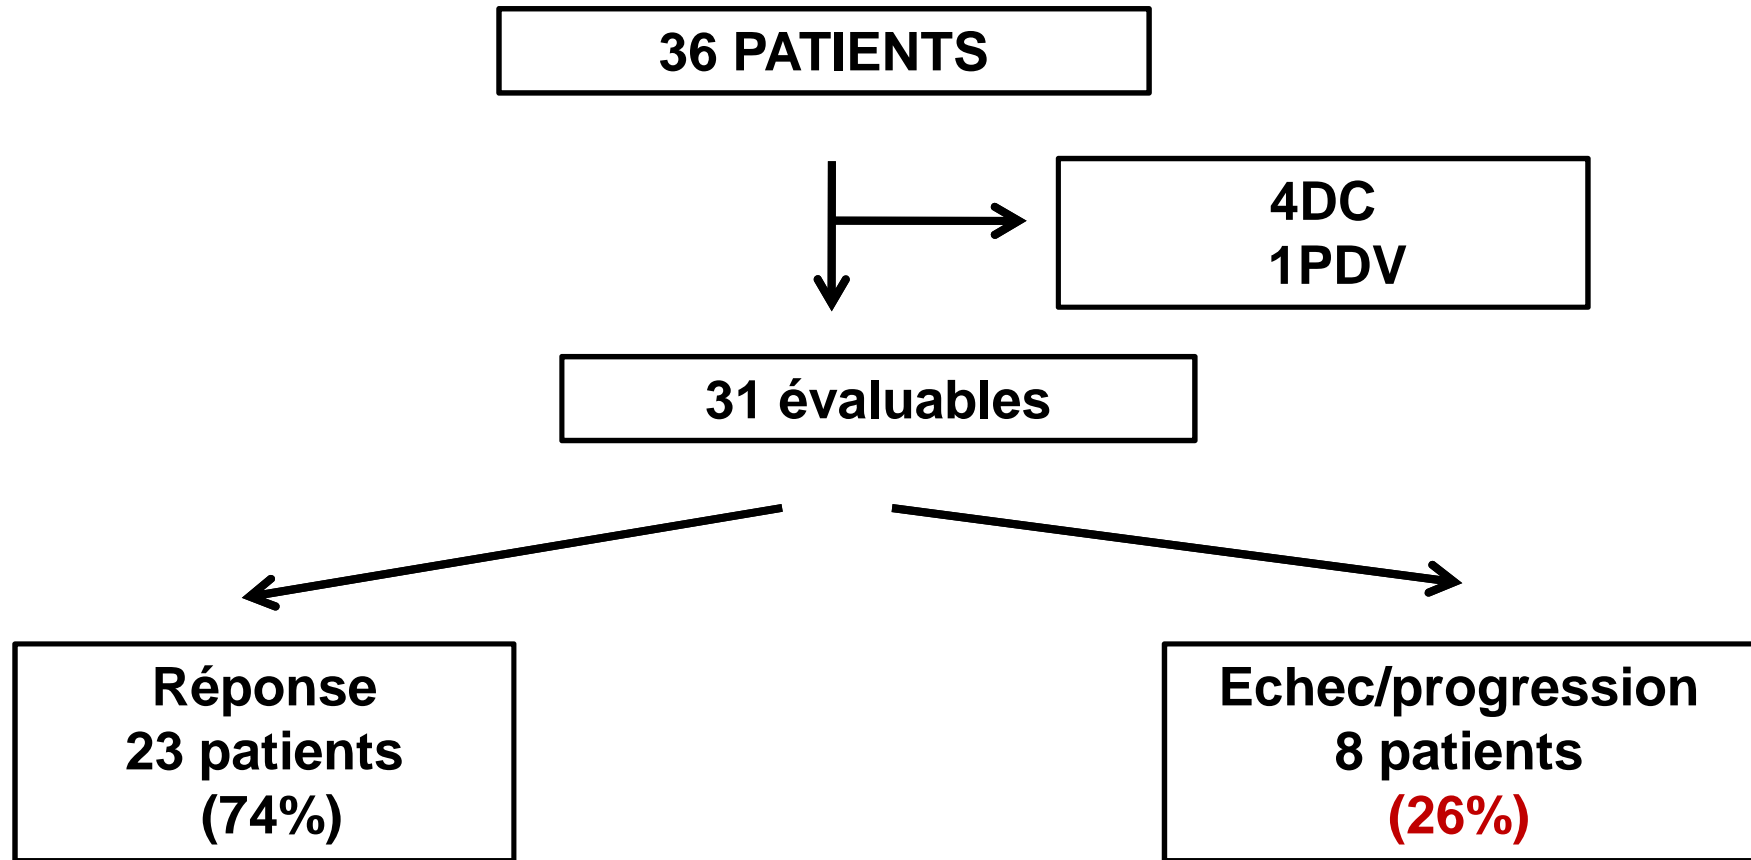 36 PATIENTS
4DC
1PDV
31 évaluables
Réponse
23 patients
(74%)
Echec/progression
8 patients
(26%)